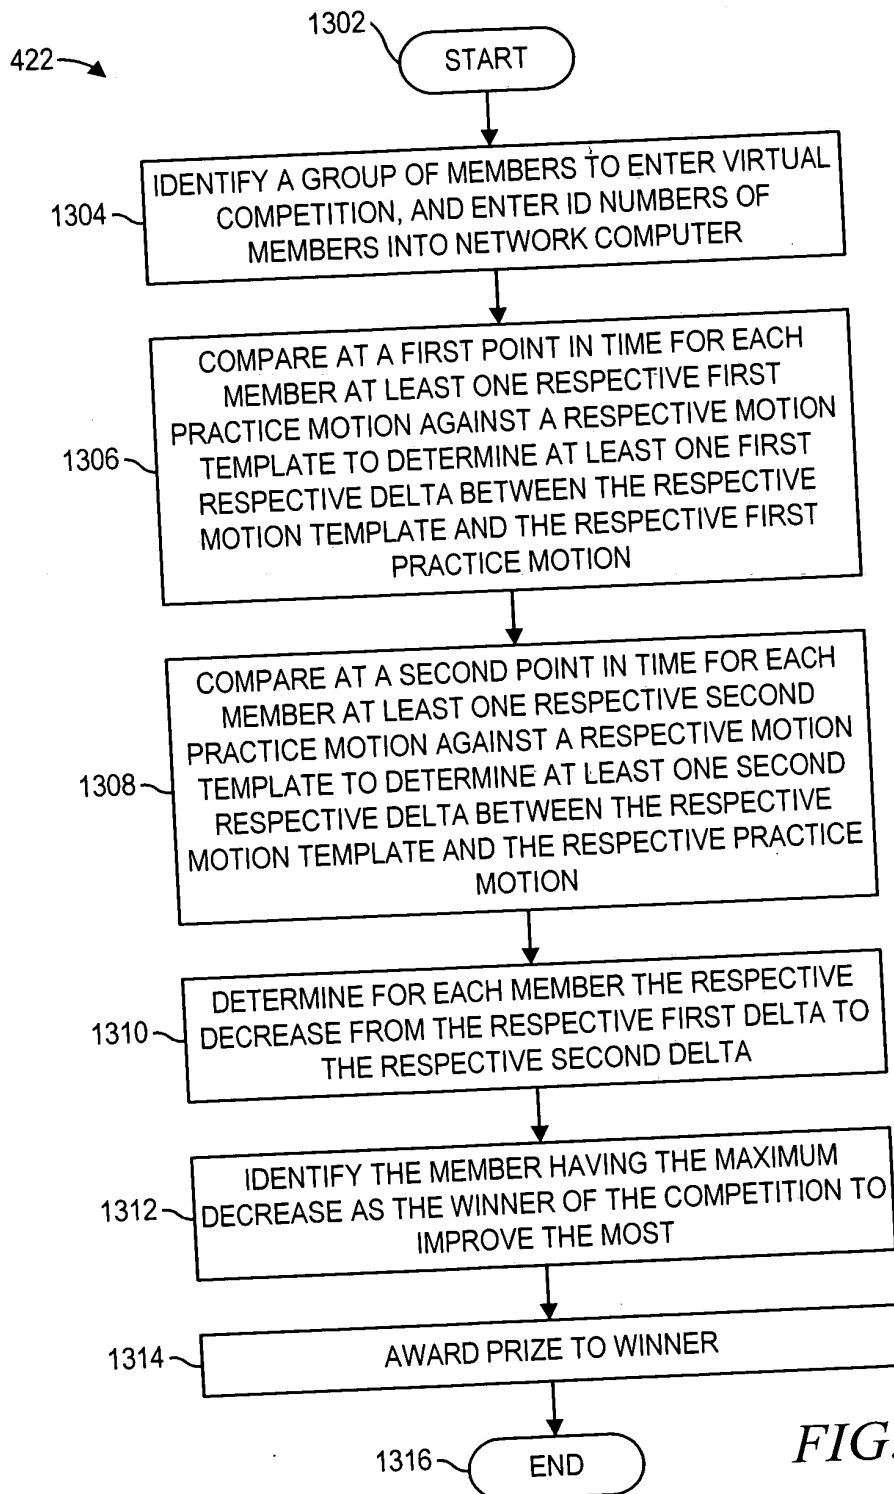 1302
START
422
1304
IDENTIFY A GROUP OF MEMBERS TO ENTER VIRTUAL
COMPETITION, AND ENTER ID NUMBERS OF
MEMBERS INTO NETWORK COMPUTER
1306
COMPARE AT A FIRST POINT IN TIME FOR EACH
MEMBER AT LEAST ONE RESPECTIVE FIRST
PRACTICE MOTION AGAINST A RESPECTIVE MOTION
TEMPLATE TO DETERMINE AT LEAST ONE FIRST
RESPECTIVE DELTA BETWEEN THE RESPECTIVE
MOTION TEMPLATE AND THE RESPECTIVE FIRST
PRACTICE MOTION
1308
COMPARE AT A SECOND POINT IN TIME FOR EACH
MEMBER AT LEAST ONE RESPECTIVE SECOND
PRACTICE MOTION AGAINST A RESPECTIVE MOTION
TEMPLATE TO DETERMINE AT LEAST ONE SECOND
RESPECTIVE DELTA BETWEEN THE RESPECTIVE
MOTION TEMPLATE AND THE RESPECTIVE PRACTICE
MOTION
1310
DETERMINE FOR EACH MEMBER THE RESPECTIVE
DECREASE FROM THE RESPECTIVE FIRST DELTA TO
THE RESPECTIVE SECOND DELTA
1312
IDENTIFY THE MEMBER HAVING THE MAXIMUM
DECREASE AS THE WINNER OF THE COMPETITION TO
IMPROVE THE MOST
1314
AWARD PRIZE TO WINNER
1316
END
FIG.